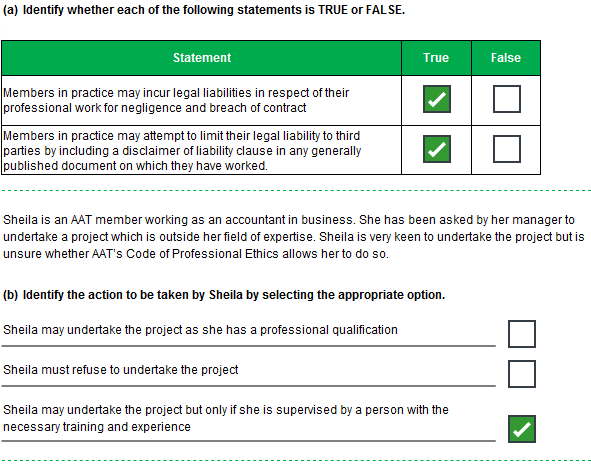 (a) Identify whether each of the following statements is TRUE or FALSE.
Statement True False
Members in practice may incur legal liabilities in respect of their
professional work for negligence and breach of contract
Members in practice may attempt to limit their legal liability to third
parties by including a disclaimer of liability clause in any generally
published document on which they have worked.
Sheila is an AAT member working as an accountant in business. She has been asked by her manager to
undertake a project which is outside her field of expertise. Sheila is very keen to undertake the project but is
unsure whether AAT's Code of Professional Ethics allows her to do so.
(b) Identify the action to be taken by Sheila by selecting the appropriate option.
Sheila may undertake the project as she has a professional qualification
Sheila must refuse to undertake the project
Sheila may undertake the project but only if she is supervised by a person with the
necessary training and experience